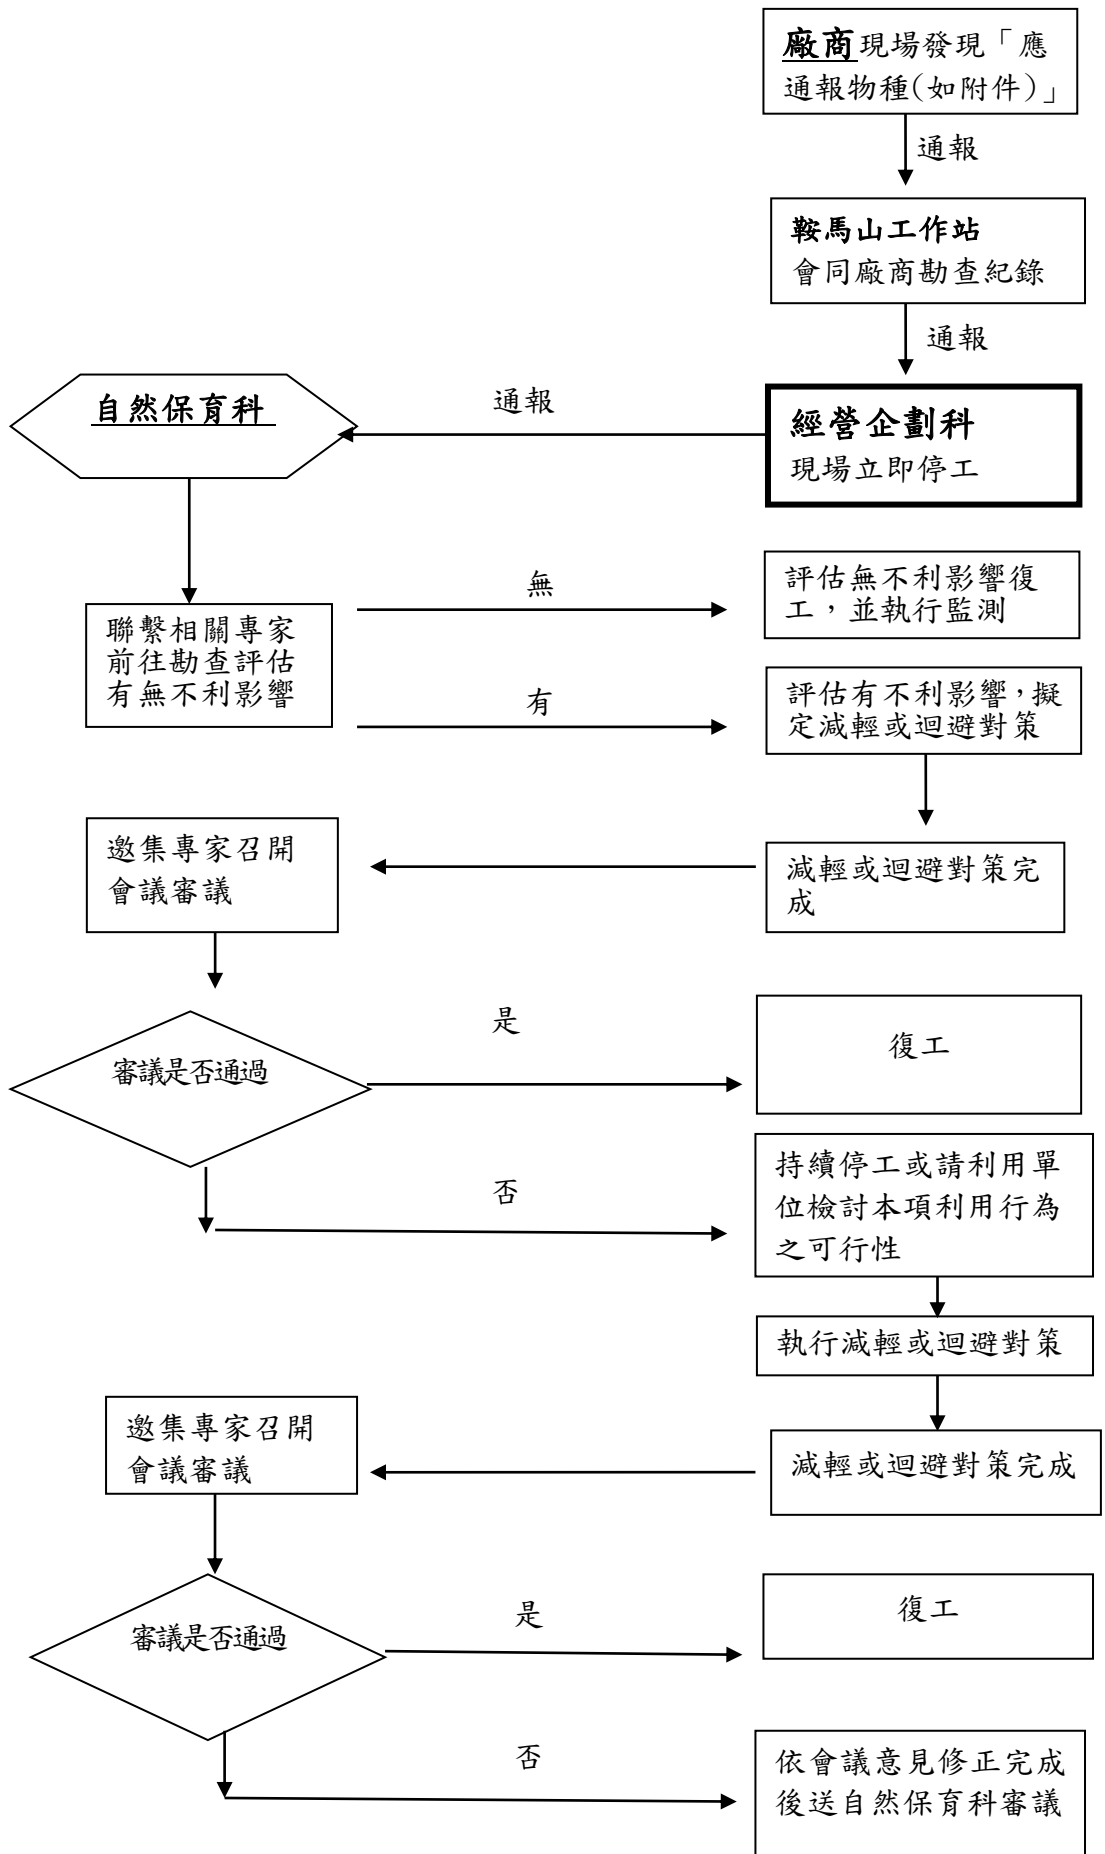 廠商現場發現「應
通報物種(如附件)」
通報
鞍馬山工作站
會同廠商勘查紀錄
通報
自然保育科
通報
經營企劃科
現場立即停工
無
評估無不利影響復
工，並執行監測
聯繫相關專家
前往勘查評估
有無不利影響
有
評估有不利影響，擬
定減輕或迴避對策
邀集專家召開
會議審議
減輕或迴避對策完
成
審議是否通過
是
復工
否
持續停工或請利用單
位檢討本項利用行為
之可行性
執行減輕或迴避對策
邀集專家召開
會議審議
減輕或迴避對策完成
審議是否通過
是
復工
否
依會議意見修正完成
後送自然保育科審議